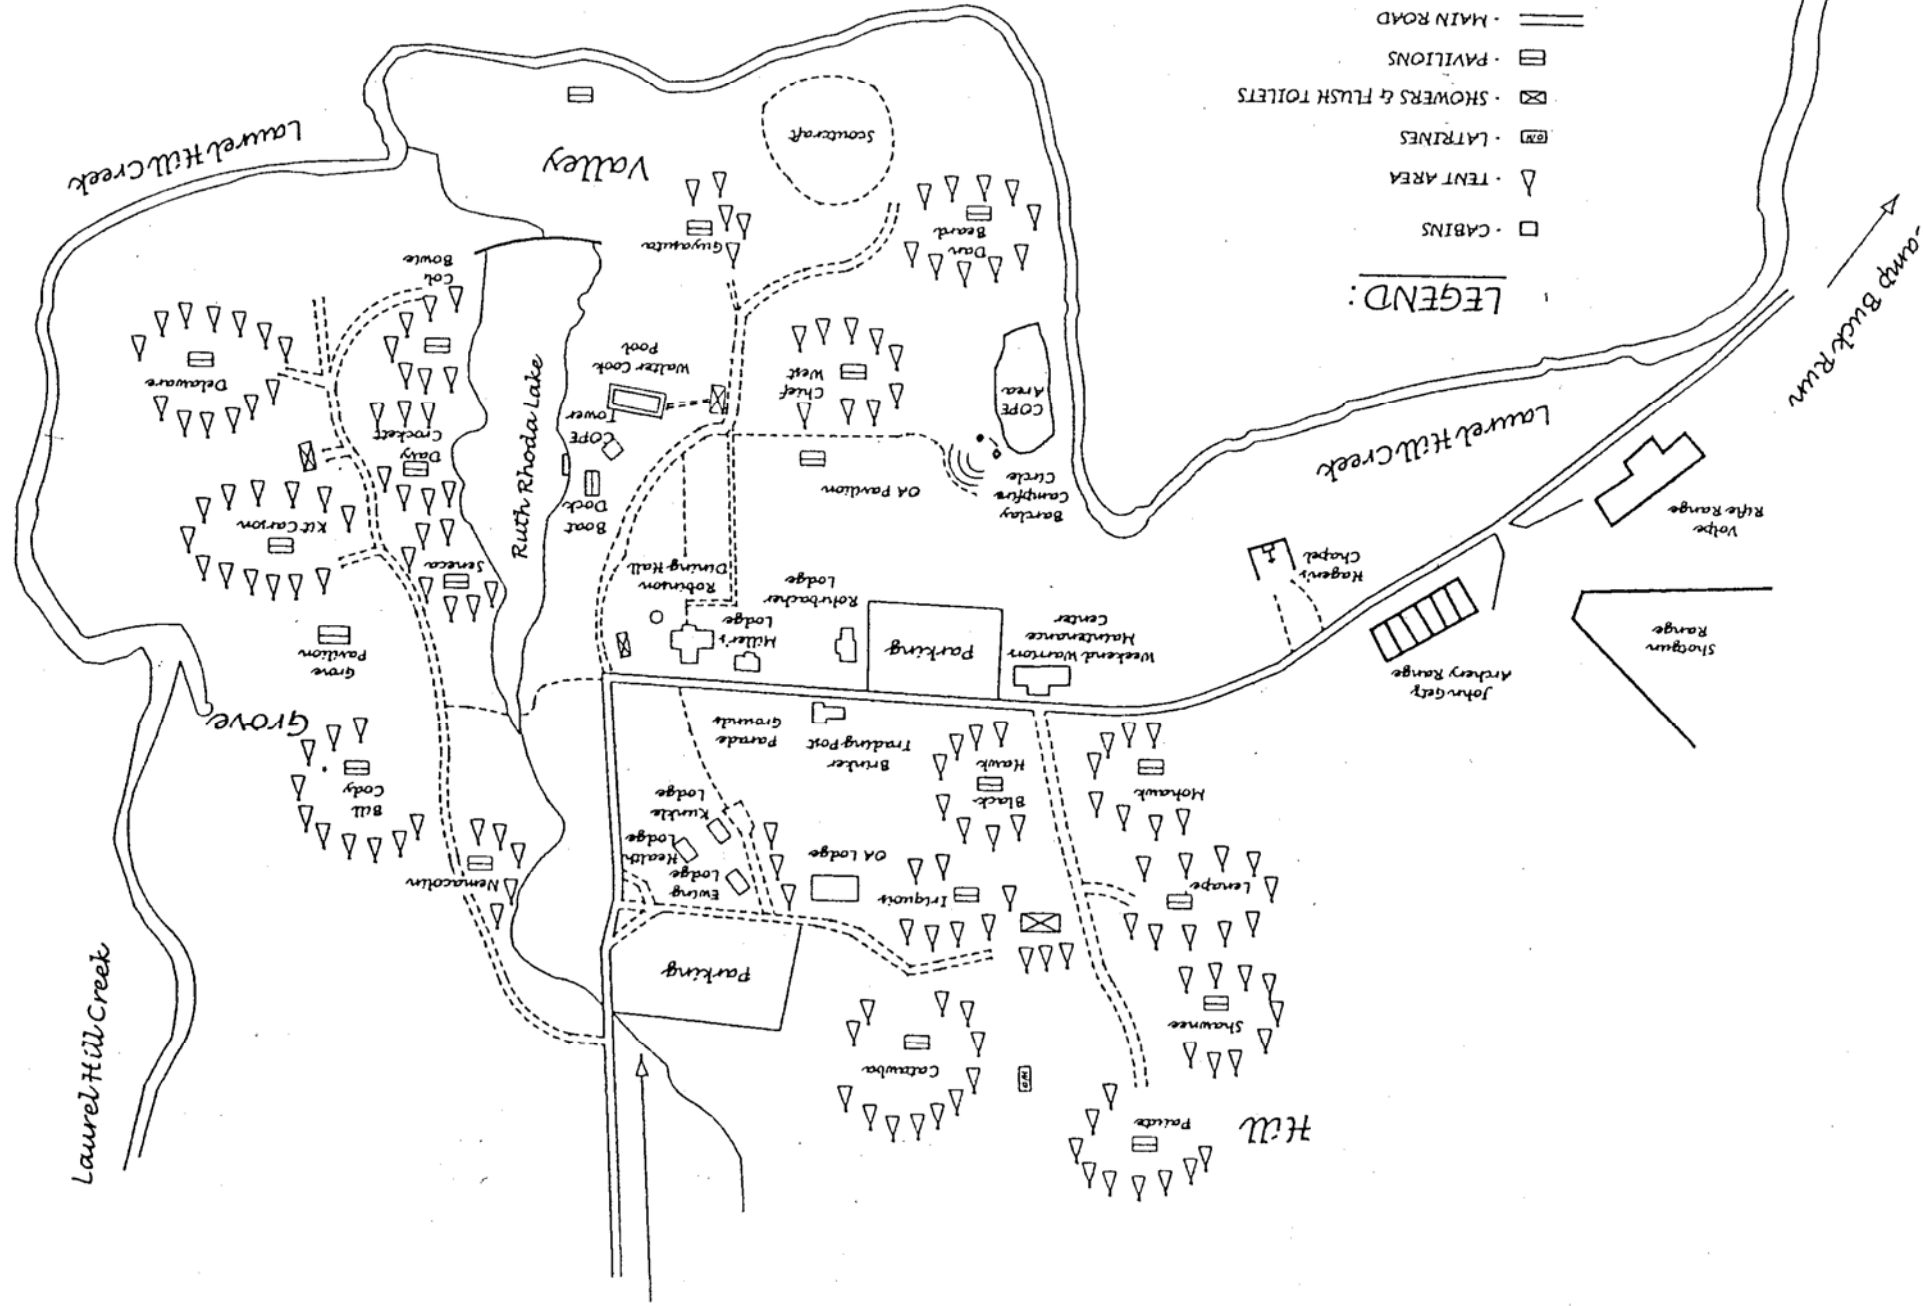 Hill
Paiute
Catawba
Shawnee
Parking
Lenape
Iriquois
OA Lodge
Ewing
Lodge
Health
Lodge
Kunkle
Lodge
Nemacolin
Mohawk
Black-
Hawk
Brinker
Trading Post
Parade
Grounds
Bill
Cody
Grove
Grove
Pavilion
John Getz
Archery Range
Shotgun
Range
Weekend Warriors
Maintenance
Center
Parking
Miller's
Lodge
Rohrbacher
Lodge
Robinson
Dining Hall
Hagen's
Chapel
Seneca
Volpe
Rifle Range
Kit Carson
Barclay
Campfire
Circle
OA Pavilion
Boat
Dock
COPE
Tower
Davy
Crockett
Laurel Hill Creek
COPE
Area
Chief
West
Walter Cook
Pool
Ruth Rhoda Lake
Delaware
amp Buck Run
Col.
Bowie
Dan
Beard
Guyasuta
Valley
Scoutcraft
Laurel Hill Creek
Laurel Hill Creek
LEGEND:
- CABINS
- TENT AREA
- LATRINES
- SHOWERS & FLUSH TOILETS
- PAVILIONS
- MAIN ROAD